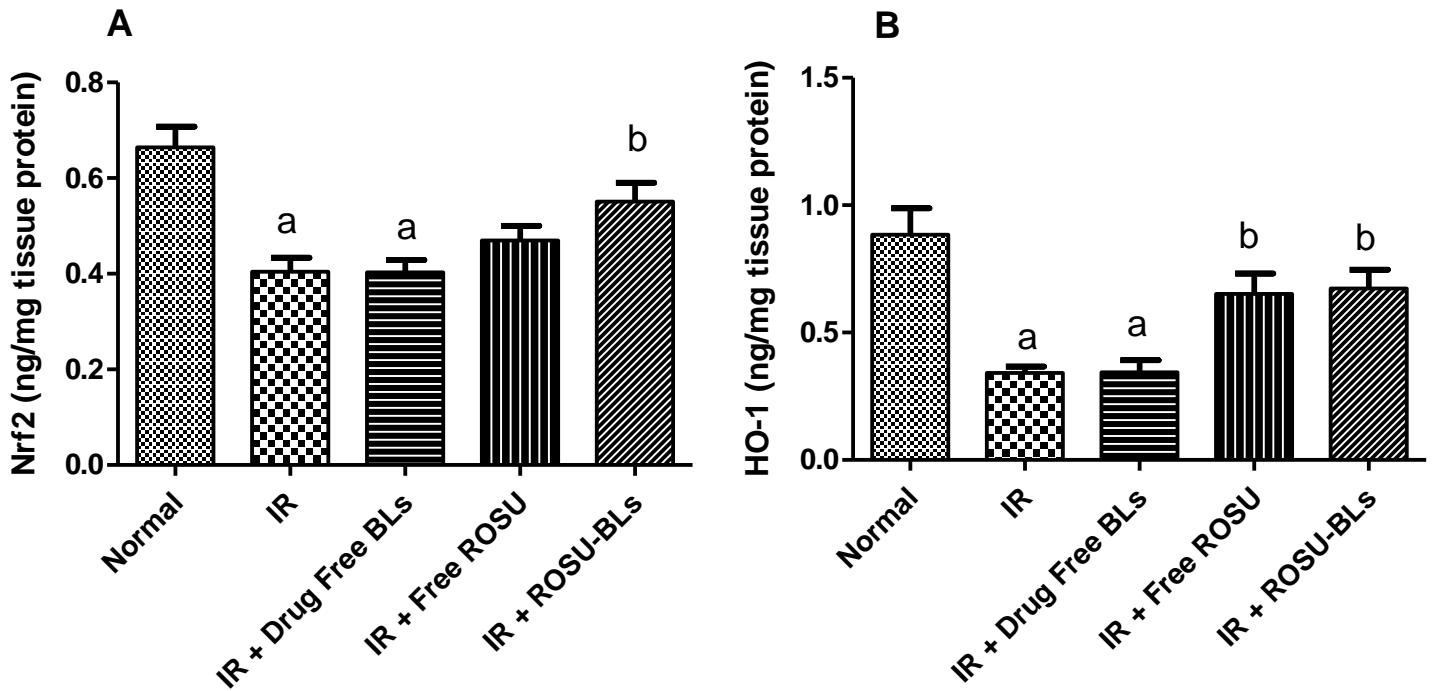 A
Nrf2 (ng/mg tissue protein)
0.8
0.6
0.4
0.2
0.0
a
a
b
Normal
IR
IR + Drug Free BLs
IR + Free ROSU
IR + ROSU-BLs
B
HO-1 (ng/mg tissue protein)
1.5
1.0
0.5
0.0
a
a
b
b
Normal
IR
IR + Drug Free BLs
IR + Free ROSU
IR + ROSU-BLs